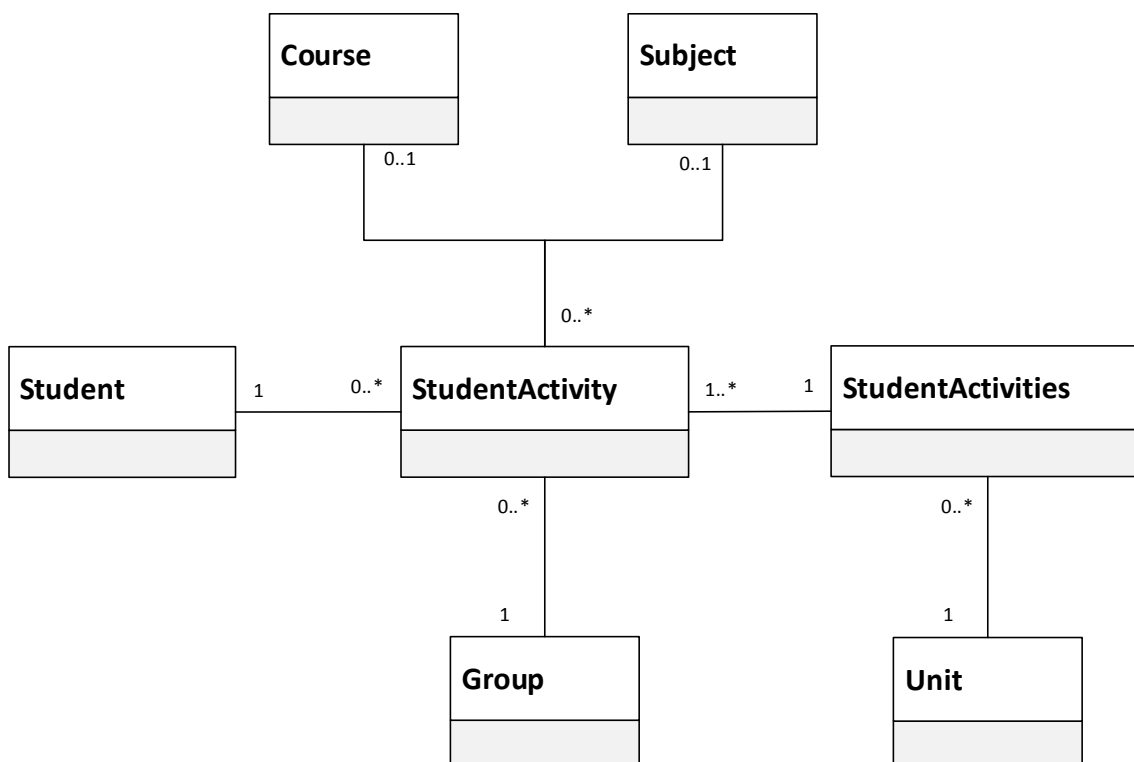 Course
Subject
0..1
0..1
0..*
Student
1
0..*
StudentActivity
1..*
1
StudentActivities
0..*
0..*
1
1
Group
Unit